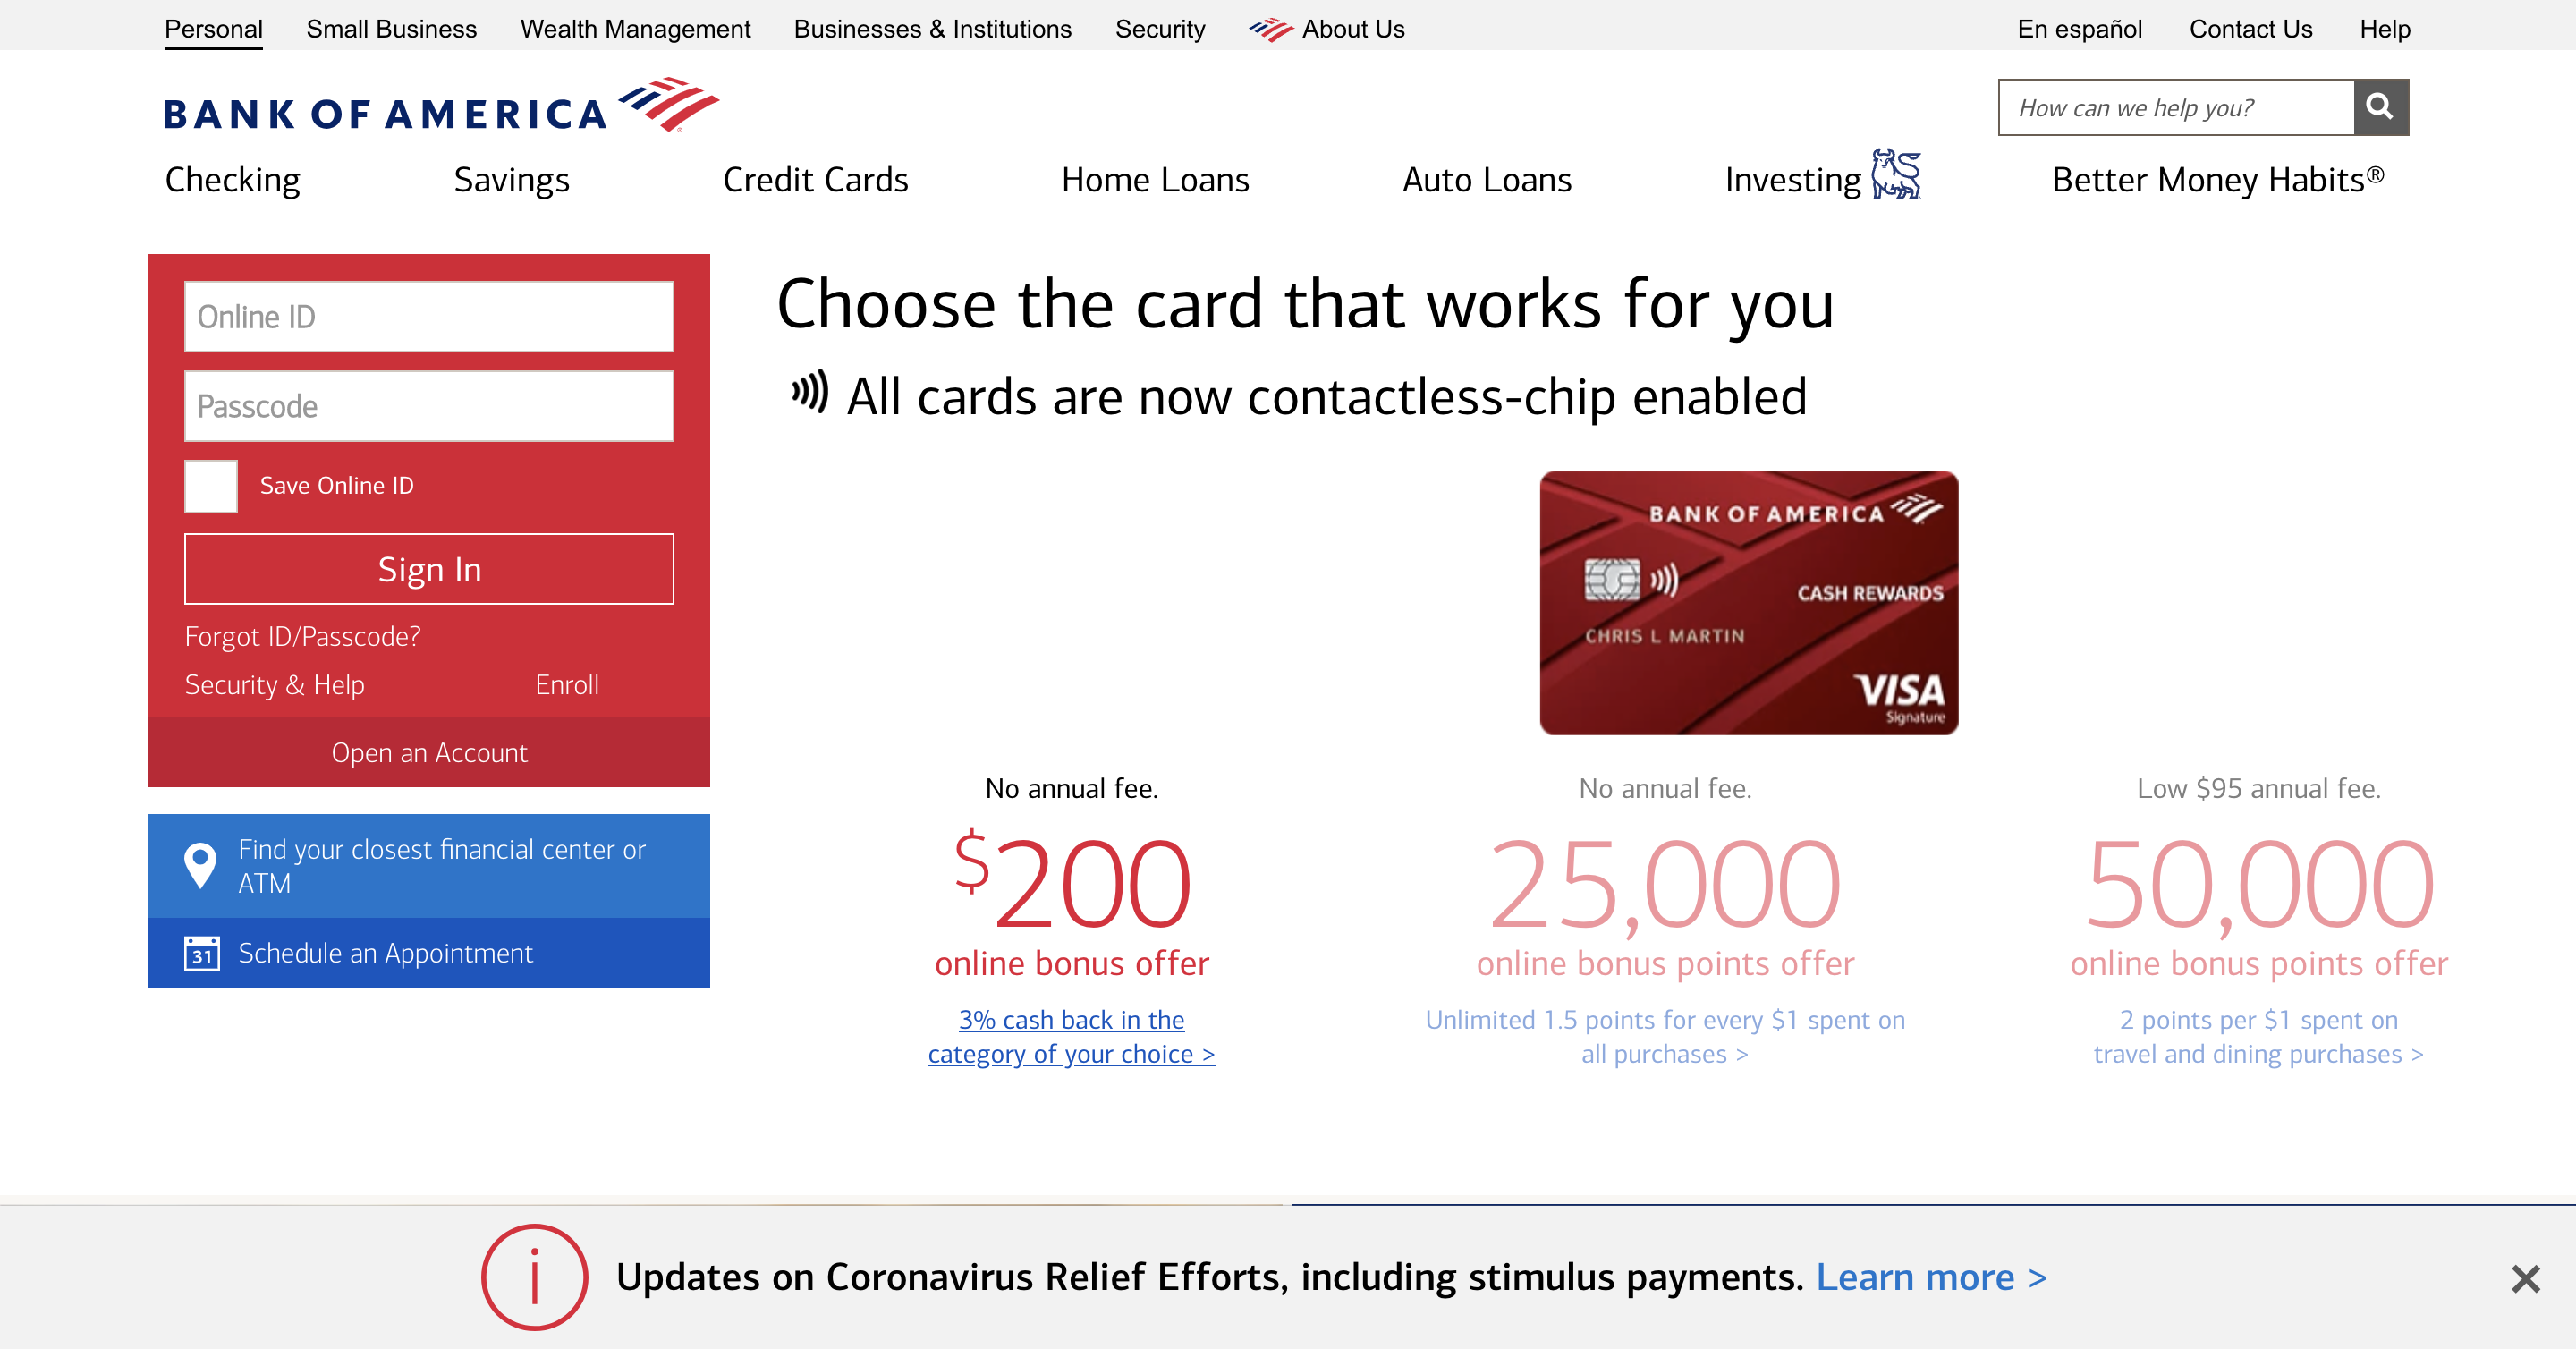 Personal Small Business Wealth Management Businesses & Institutions Security About Us En español Contact Us Help
BANK OF AMERICA
How can we help you?
Checking Savings Credit Cards Home Loans Auto Loans Investing Better Money Habits®
Online ID
Passcode
Save Online ID
Sign In
Forgot ID/Passcode?
Security & Help Enroll
Open an Account
Find your closest financial center or
ATM
31 Schedule an Appointment
Choose the card that works for you
All cards are now contactless-chip enabled
BANK OF AMERICA
CASH REWARDS
CHRIS L MARTIN
VISA
Signature
No annual fee.
$200
online bonus offer
3% cash back in the
category of your choice >
No annual fee.
25,000
online bonus points offer
Unlimited 1.5 points for every $1 spent on
all purchases >
Low $95 annual fee.
50,000
online bonus points offer
2 points per $1 spent on
travel and dining purchases >
Updates on Coronavirus Relief Efforts, including stimulus payments. Learn more >